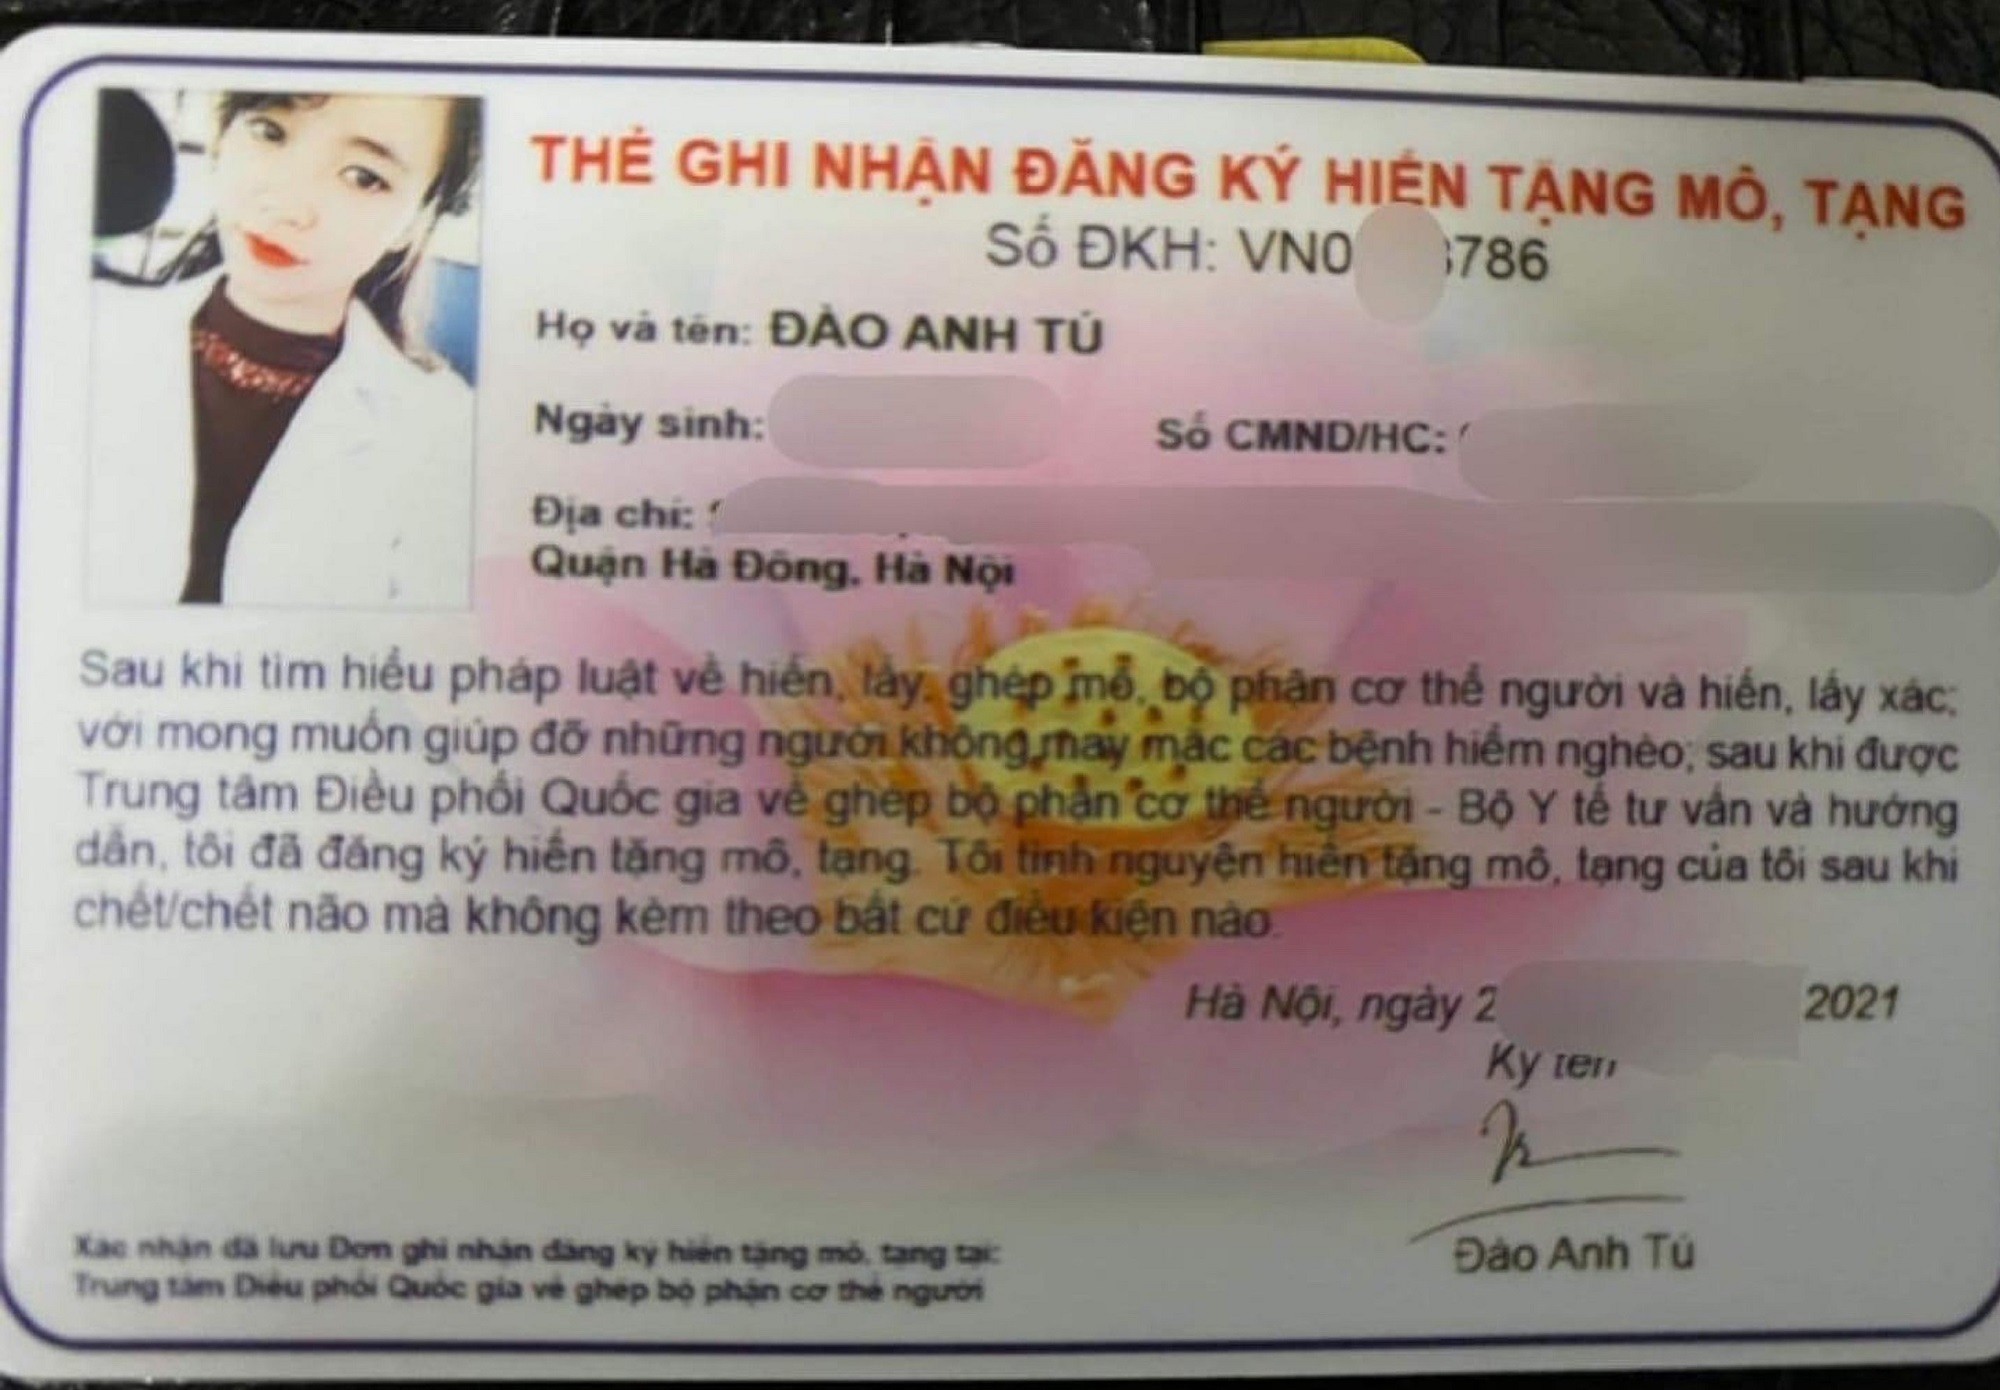 THẺ GHI NHẬN ĐĂNG KÝ HIẾN TẶNG MÔ, TẠNG
Số ĐKH: VN0 786
Họ và tên: ĐÀO ANH TÚ
Ngày sinh: Số CMND/HC:
Địa chỉ:
Quận Hà Đông, Hà Nội
Sau khi tìm hiểu pháp luật về hiến, lấy, ghép mô, bộ phận cơ thể người và hiến, lấy xác;
với mong muốn giúp đỡ những người không may mắc các bệnh hiểm nghèo; sau khi được
Trung tâm Điều phối Quốc gia về ghép bộ phận cơ thể người - Bộ Y tế tư vấn và hướng
dẫn, tôi đã đăng ký hiến tặng mô, tạng. Tôi tình nguyện hiến tặng mô, tạng của tôi sau khi
chết/chết não mà không kèm theo bất cứ điều kiện nào.
Hà Nội, ngày 2 2021
Ký tên
Đào Anh Tú
Xác nhận đã lưu Đơn ghi nhận đăng ký hiến tặng mô, tạng tại:
Trung tâm Điều phối Quốc gia về ghép bộ phận cơ thể người